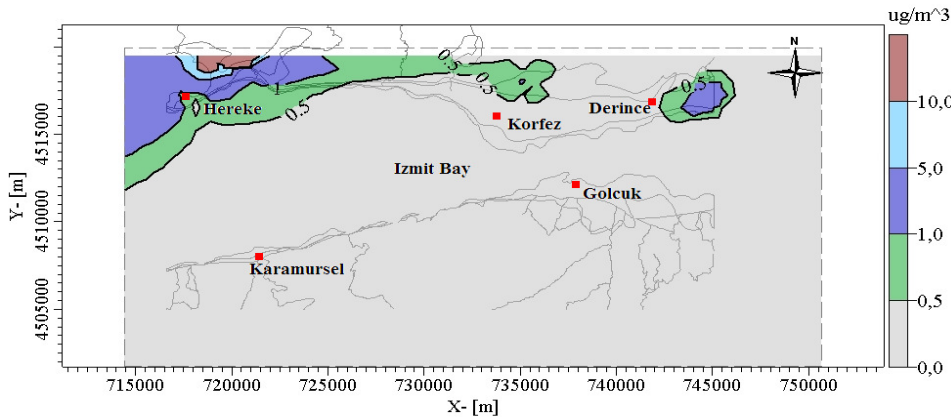 ug/m^3
N
0.5
0.5
0.5
Hereke
1
0.5
Derince
Korfez
Izmit Bay
Golcuk
Karamursel
10,0
5,0
1,0
0,5
0,0
Y- [m]
4515000
4510000
4505000
715000 720000 725000 730000 735000 740000 745000 750000
X- [m]